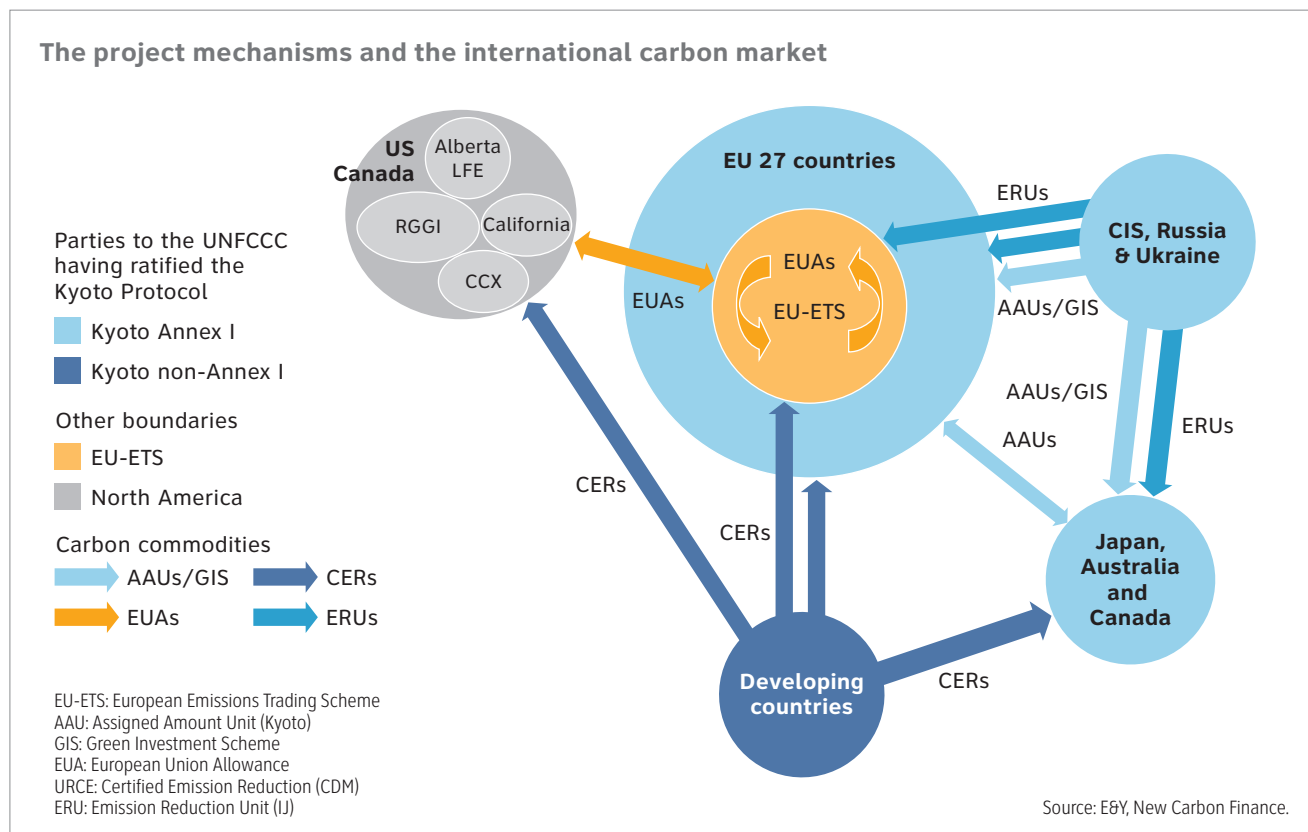 The project mechanisms and the international carbon market
US
Canada
Alberta
LFE
RGGI
California
CCX
EU 27 countries
EUAs
EU-ETS
EUAs
ERUs
CIS, Russia
& Ukraine
AAUs/GIS
AAUs/GIS
ERUs
AAUs
Japan,
Australia
and
Canada
CERs
CERs
CERs
Developing
countries
Parties to the UNFCCC
having ratified the
Kyoto Protocol
Kyoto Annex I
Kyoto non-Annex I
Other boundaries
EU-ETS
North America
Carbon commodities
AAUs/GIS
CERs
EUAs
ERUs
EU-ETS: European Emissions Trading Scheme
AAU: Assigned Amount Unit (Kyoto)
GIS: Green Investment Scheme
EUA: European Union Allowance
URCE: Certified Emission Reduction (CDM)
ERU: Emission Reduction Unit (IJ)
Source: E&Y, New Carbon Finance.